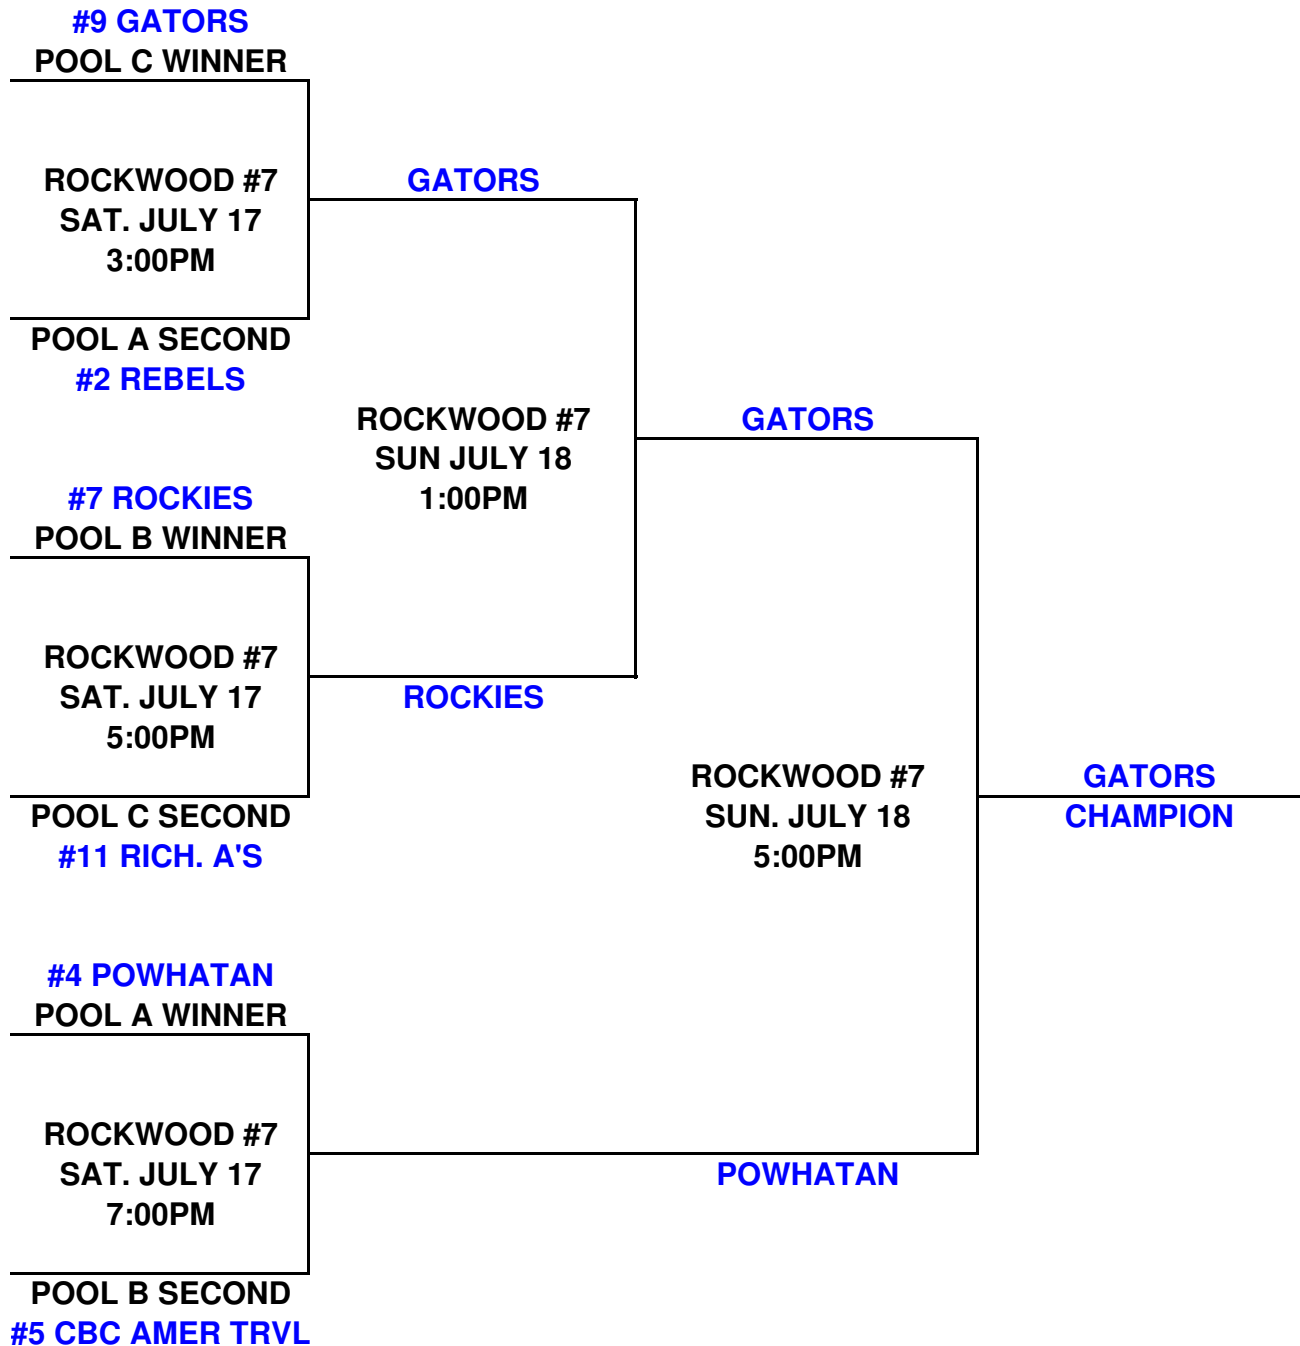 #9 GATORS
POOL C WINNER
ROCKWOOD #7
SAT. JULY 17
3:00PM
GATORS
POOL A SECOND
#2 REBELS
ROCKWOOD #7
SUN JULY 18
1:00PM
GATORS
#7 ROCKIES
POOL B WINNER
ROCKWOOD #7
SAT. JULY 17
5:00PM
ROCKIES
POOL C SECOND
#11 RICH. A'S
ROCKWOOD #7
SUN. JULY 18
5:00PM
GATORS
CHAMPION
#4 POWHATAN
POOL A WINNER
ROCKWOOD #7
SAT. JULY 17
7:00PM
POWHATAN
POOL B SECOND
#5 CBC AMER TRVL